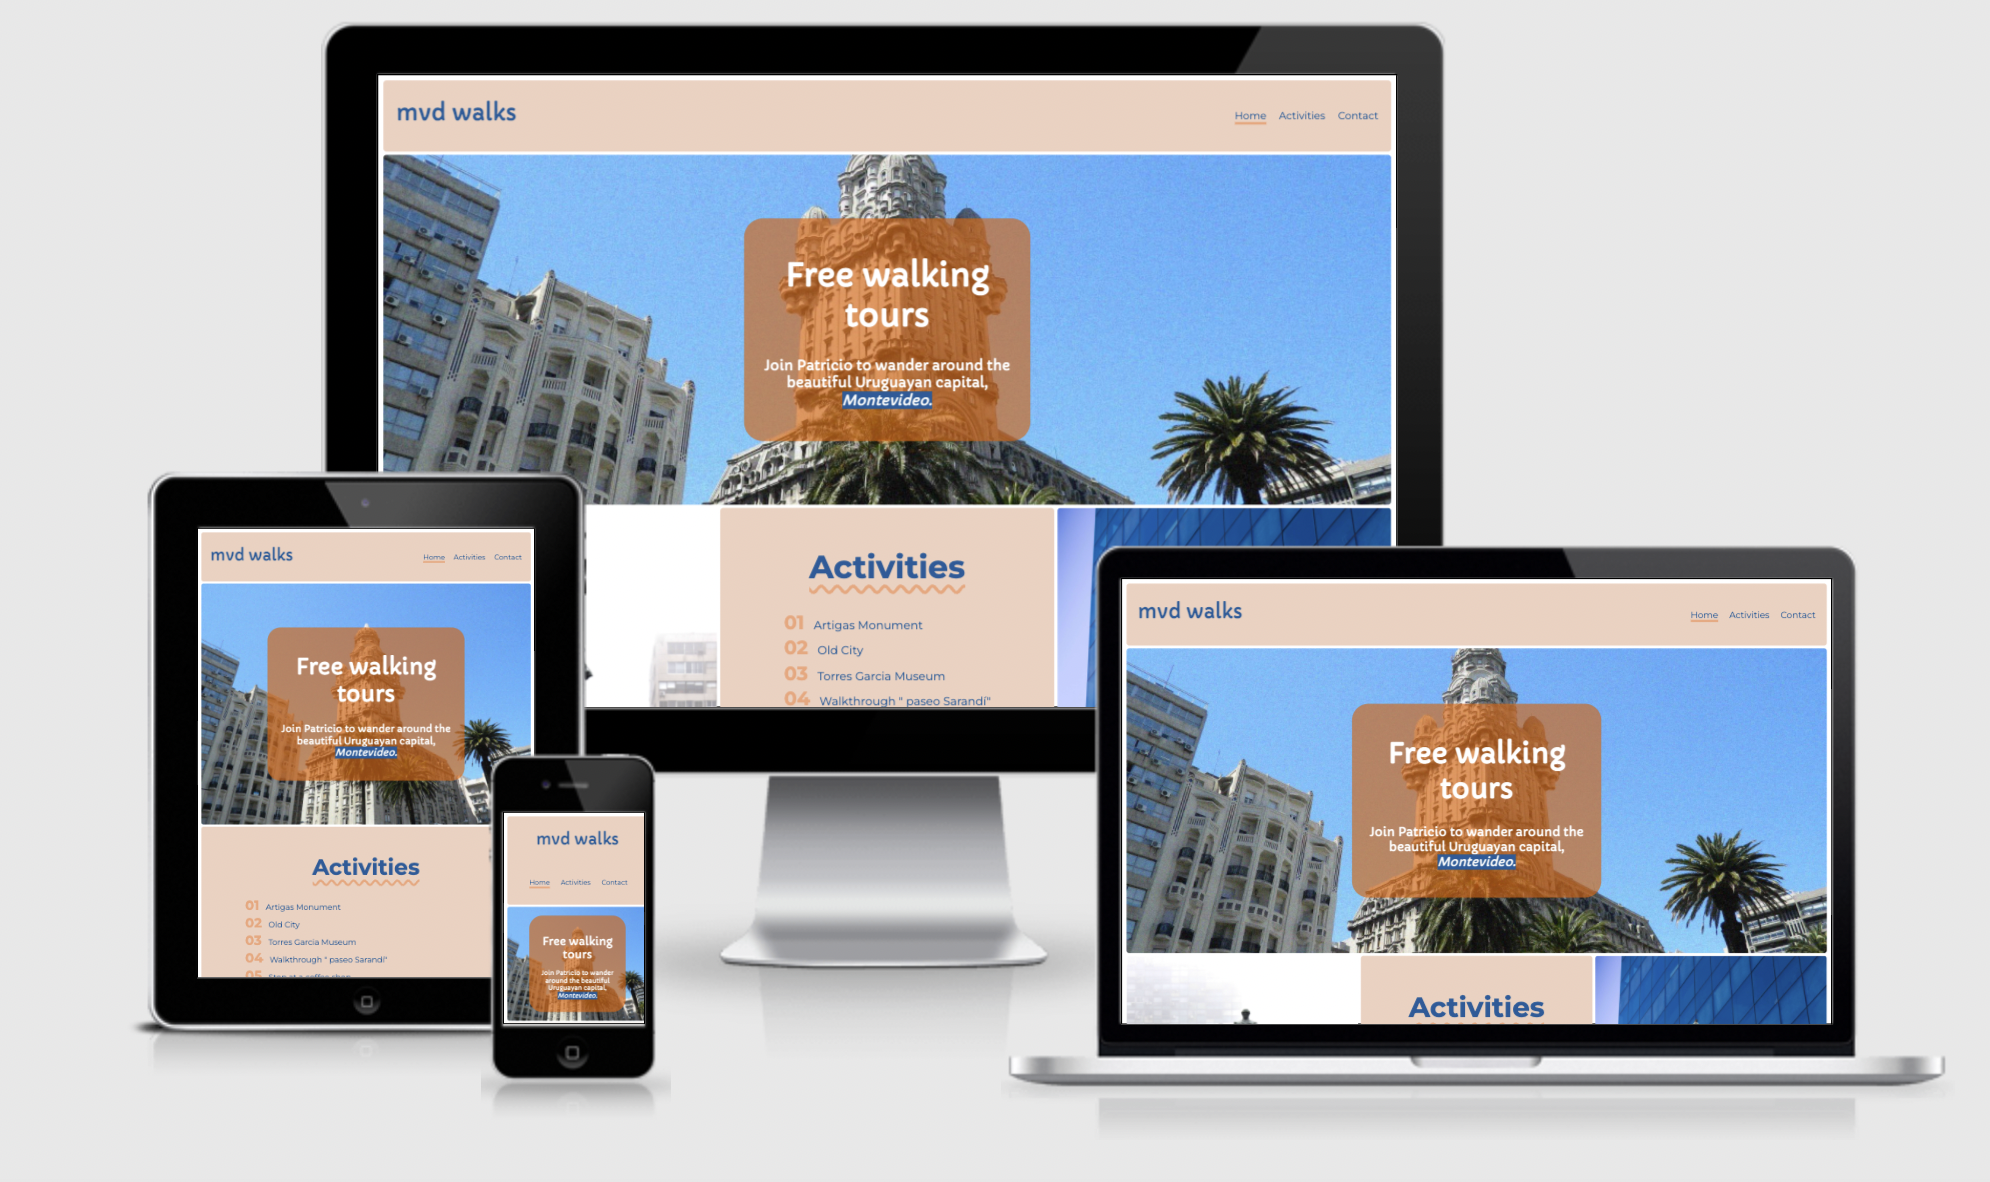 mvd walks
Home Activities Contact
Free walking
tours
Join Patricio to wander around the
beautiful Uruguayan capital,
Montevideo.
Activities
01 Artigas Monument
02 Old City
03 Torres Garcia Museum
04 Walkthrough " paseo Sarandí"
mvd walks
Home Activities Contact
Free walking
tours
Join Patricio to wander around the
beautiful Uruguayan capital,
Montevideo.
Activities
01 Artigas Monument
02 Old City
03 Torres Garcia Museum
04 Walkthrough " paseo Sarandí"
05 Stop at a coffee shop
mvd walks
Home Activities Contact
Free walking
tours
Join Patricio to wander
around the beautiful
Uruguayan capital,
Montevideo.
mvd walks
Home Activities Contact
Free walking
tours
Join Patricio to wander around the
beautiful Uruguayan capital,
Montevideo.
Activities